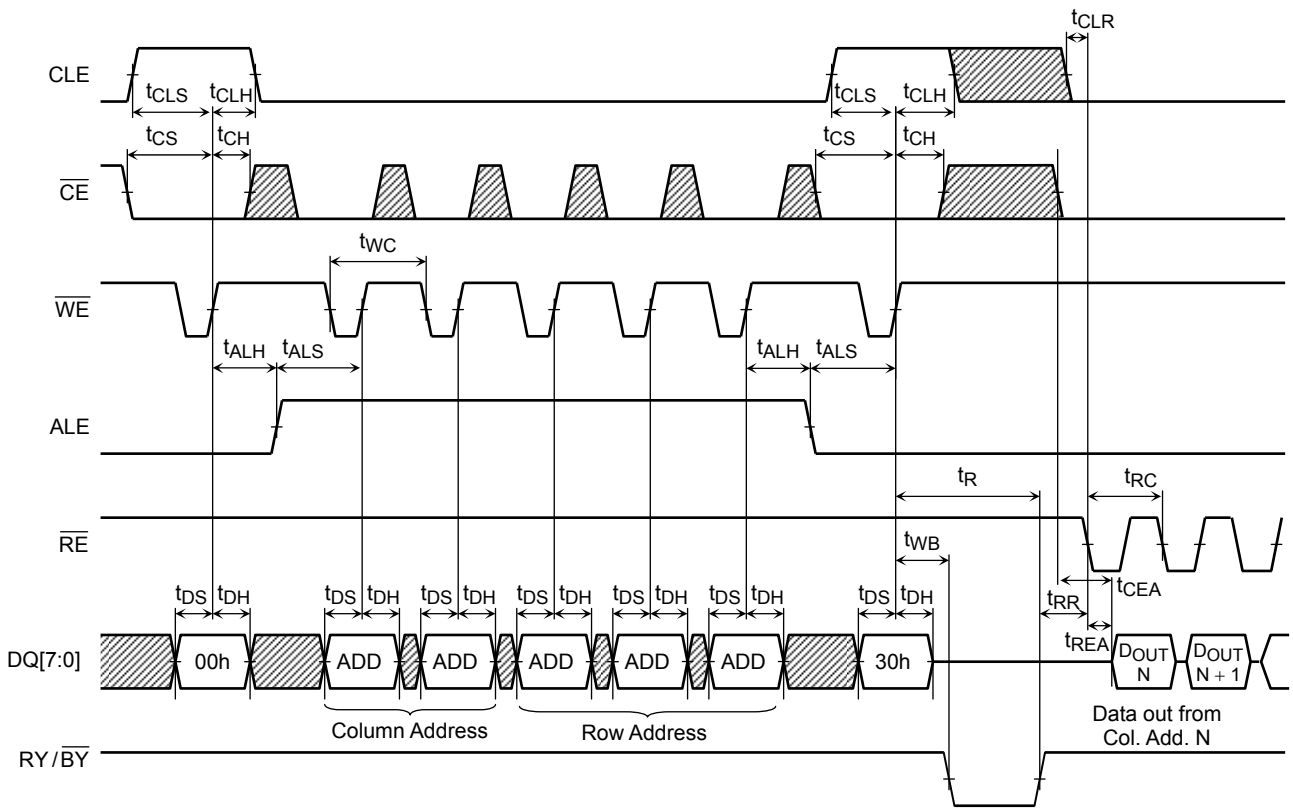 tCLR
CLE
tCLS tCLH tCLS tCLH
tCS tCH tCS tCH
CE
tWC
WE
tALH tALS tALH tALS
ALE
tR tRC
RE
tWB
tDS tDH tDS tDH tDS tDH tDS tDH tDS tDH tDS tDH tDS tDH tRR tCEA
tREA
DQ[7:0] 00h ADD ADD ADD ADD ADD 30h DOUT N DOUT N + 1
Column Address Row Address Data out from
Col. Add. N
RY/BY